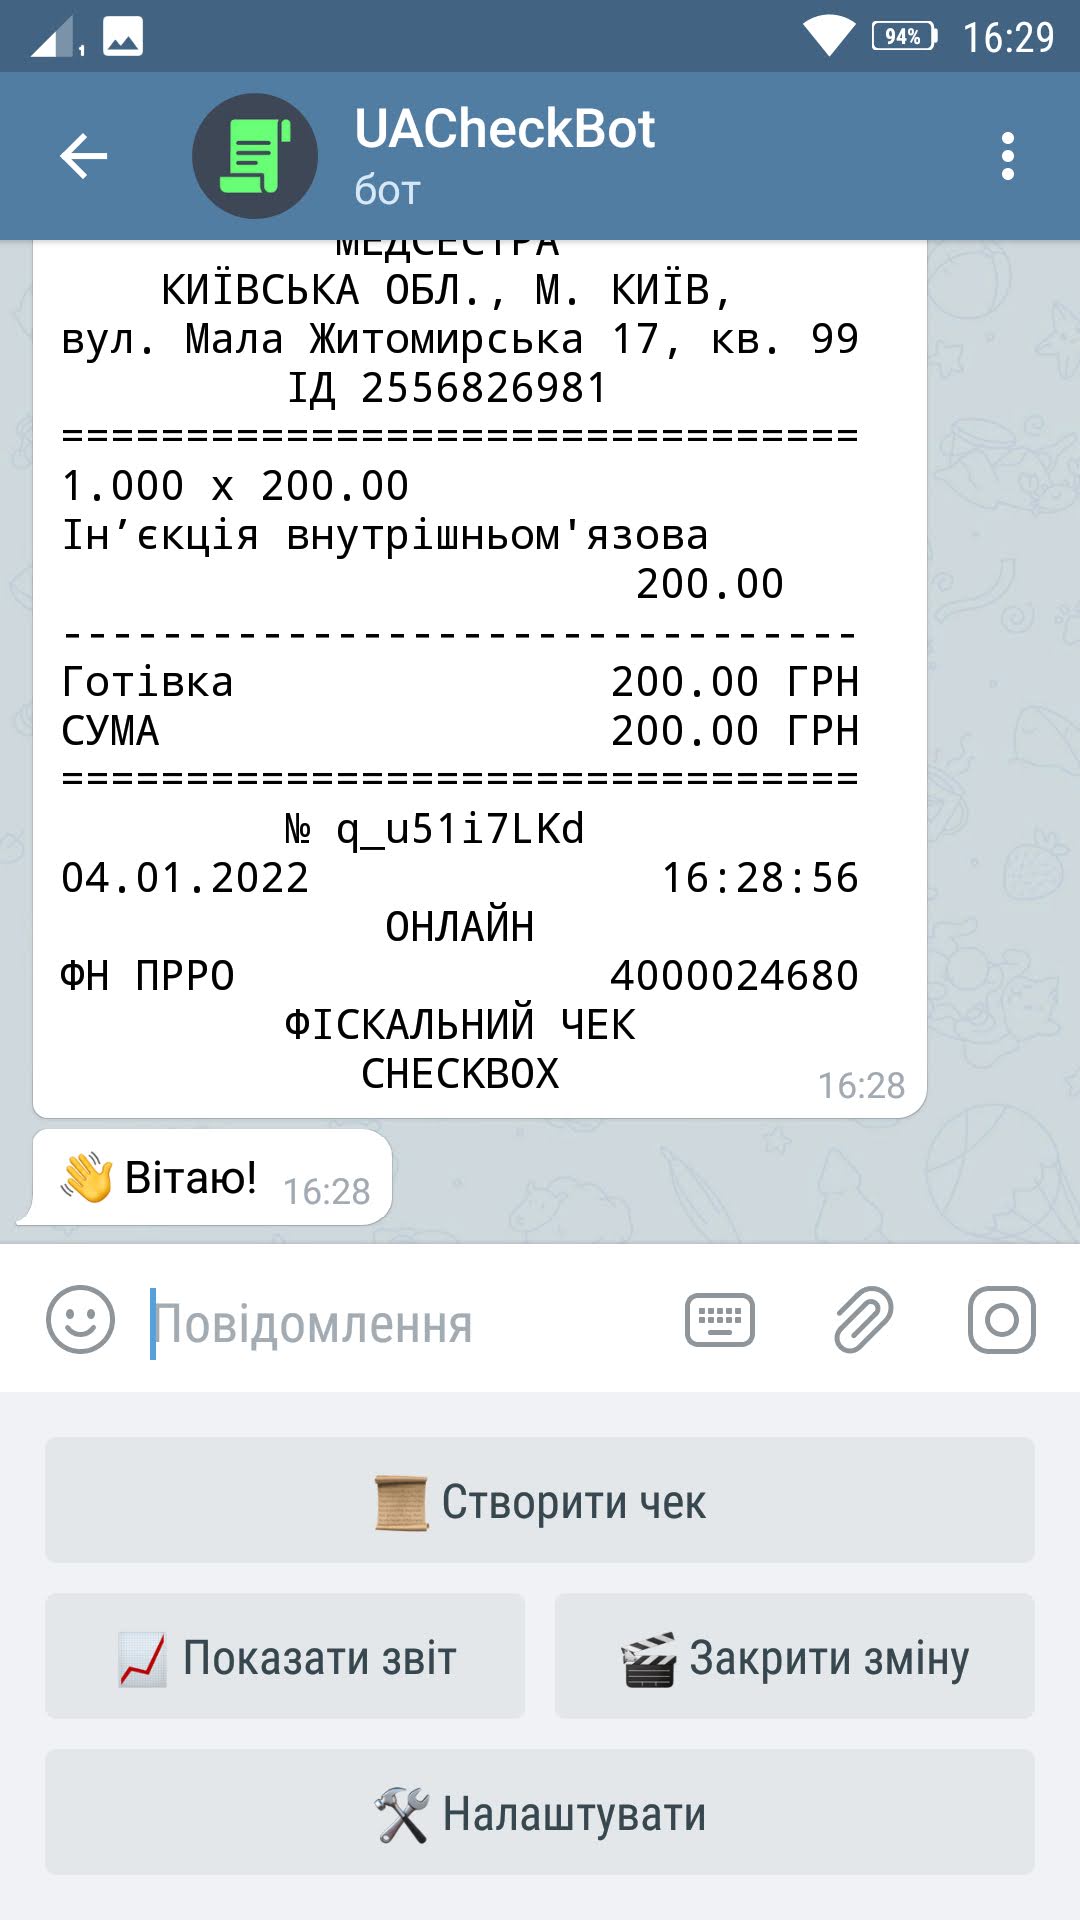 1
94%
16:29
UACheckBot
бот
МЕДСЕСТРА
КИЇВСЬКА ОБЛ., М. КИЇВ,
вул. Мала Житомирська 17, кв. 99
ІД 2556826981
================================
1.000 x 200.00
Ін’єкція внутрішньом'язова
200.00
--------------------------------
Готівка 200.00 ГРН
СУМА 200.00 ГРН
================================
№ q_u51i7LKd
04.01.2022 16:28:56
ОНЛАЙН
ФН ПРРО 4000024680
ФІСКАЛЬНИЙ ЧЕК
CHECKBOX
16:28
👋 Вітаю! 16:28
Повідомлення
Створити чек
Показати звіт
Закрити зміну
Налаштувати